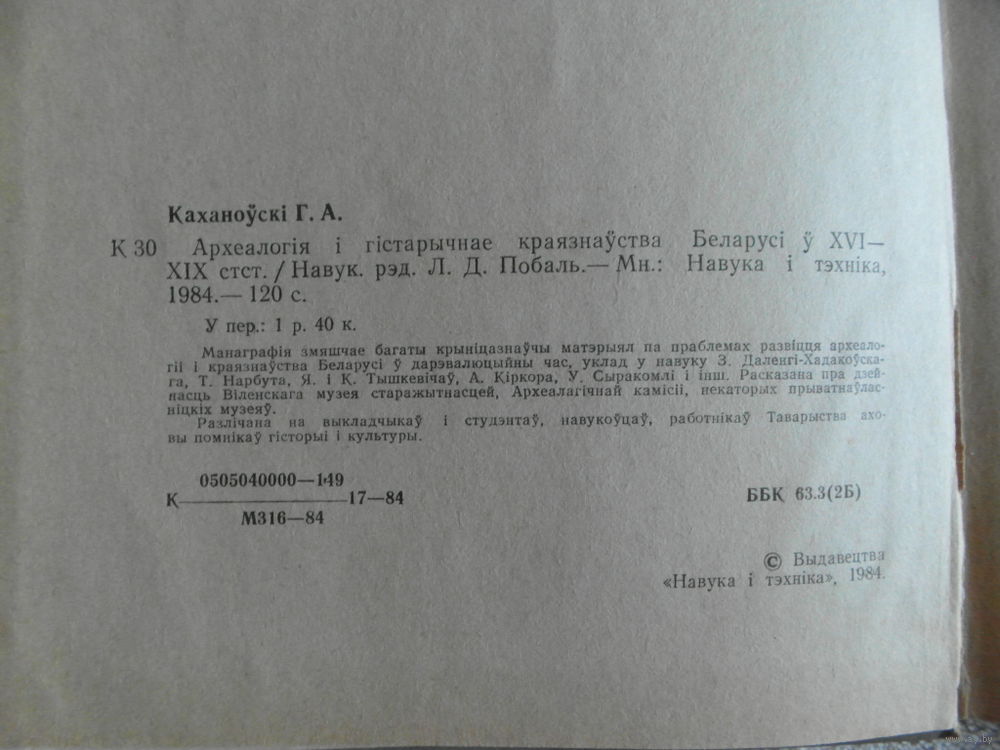 Каханоўскі Г. А.
К 30 Археалогія і гістарычнае краязнаўства Беларусі ў XVI—
XIX стст. / Навук. рэд. Л. Д. Побаль.— Мн.: Навука і тэхніка,
1984.— 120 с.
У пер.: 1 р. 40 к.
Манаграфія змяшчае багаты крыніцазнаўчы матэрыял па праблемах развіцця археало-
гіі і краязнаўства Беларусі ў дарэвалюцыйны час, уклад у навуку З. Даленгі-Хадакоўска-
га, Т. Нарбута, Я. і К. Тышкевічаў, А. Кіркора, У. Сыракомлі і інш. Расказана пра дзей-
насць Віленскага музея старажытнасцей, Археалагічнай камісіі, некаторых прыватнаўлас-
ніцкіх музеяў.
Разлічана на выкладчыкаў і студэнтаў, навукоўцаў, работнікаў Таварыства ахо-
вы помнікаў гісторыі і культуры.
0505040000—149
К————17—84
М316—84
ББК 63.3(2Б)
© Выдавецтва
«Навука і тэхніка», 1984.